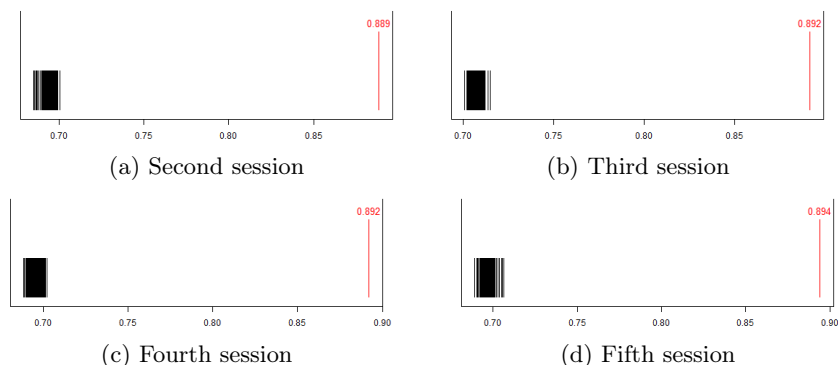 0.889
0.70 0.75 0.80 0.85
(a) Second session
0.892
0.70 0.75 0.80 0.85
(b) Third session
0.892
0.70 0.75 0.80 0.85 0.90
(c) Fourth session
0.894
0.70 0.75 0.80 0.85 0.90
(d) Fifth session